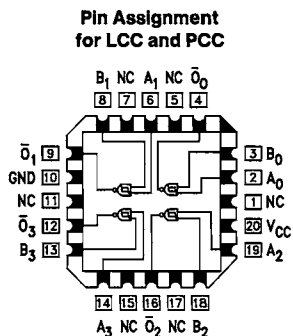 Pin Assignment
for LCC and PCC
B₁ NC A₁ NC Ō₀
8 7 6 5 4
Ō₁ 9
GND 10
NC 11
Ō₃ 12
B₃ 13
3 B₀
2 A₀
1 NC
20 V_CC
19 A₂
14 15 16 17 18
A₃ NC Ō₂ NC B₂